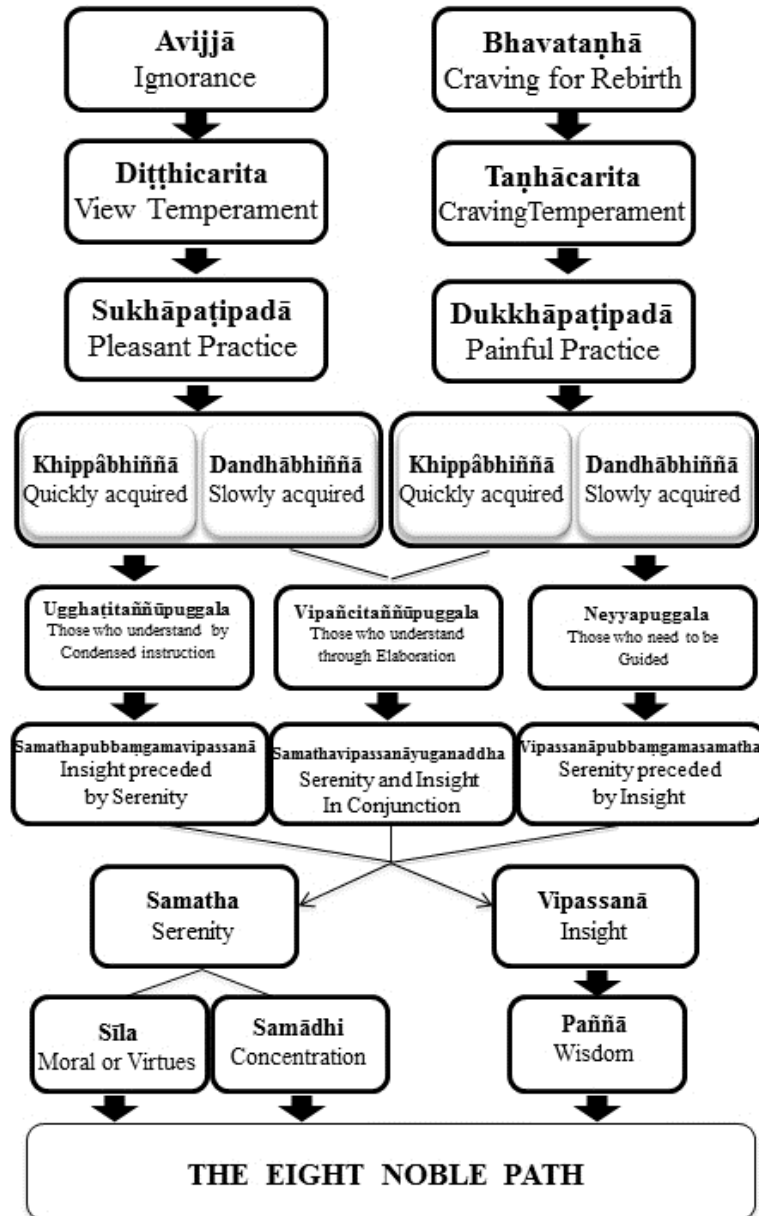 Avijjā
Ignorance
Bhavataṇhā
Craving for Rebirth
Diṭṭhicarita
View Temperament
Taṇhācarita
CravingTemperament
Sukhāpaṭipadā
Pleasant Practice
Dukkhāpaṭipadā
Painful Practice
Khippâbhiññā
Quickly acquired
Dandhābhiññā
Slowly acquired
Khippâbhiññā
Quickly acquired
Dandhābhiññā
Slowly acquired
Ugghaṭitaññūpuggala
Those who understand by
Condensed instruction
Vipañcitaññūpuggala
Those who understand
through Elaboration
Neyyapuggala
Those who need to be
Guided
Samathapubbaṃgamavipassanā
Insight preceded
by Serenity
Samathavipassanāyuganaddha
Serenity and Insight
In Conjunction
Vipassanāpubbaṃgamasamatha
Serenity preceded
by Insight
Samatha
Serenity
Vipassanā
Insight
Sīla
Moral or Virtues
Samādhi
Concentration
Paññā
Wisdom
THE EIGHT NOBLE PATH